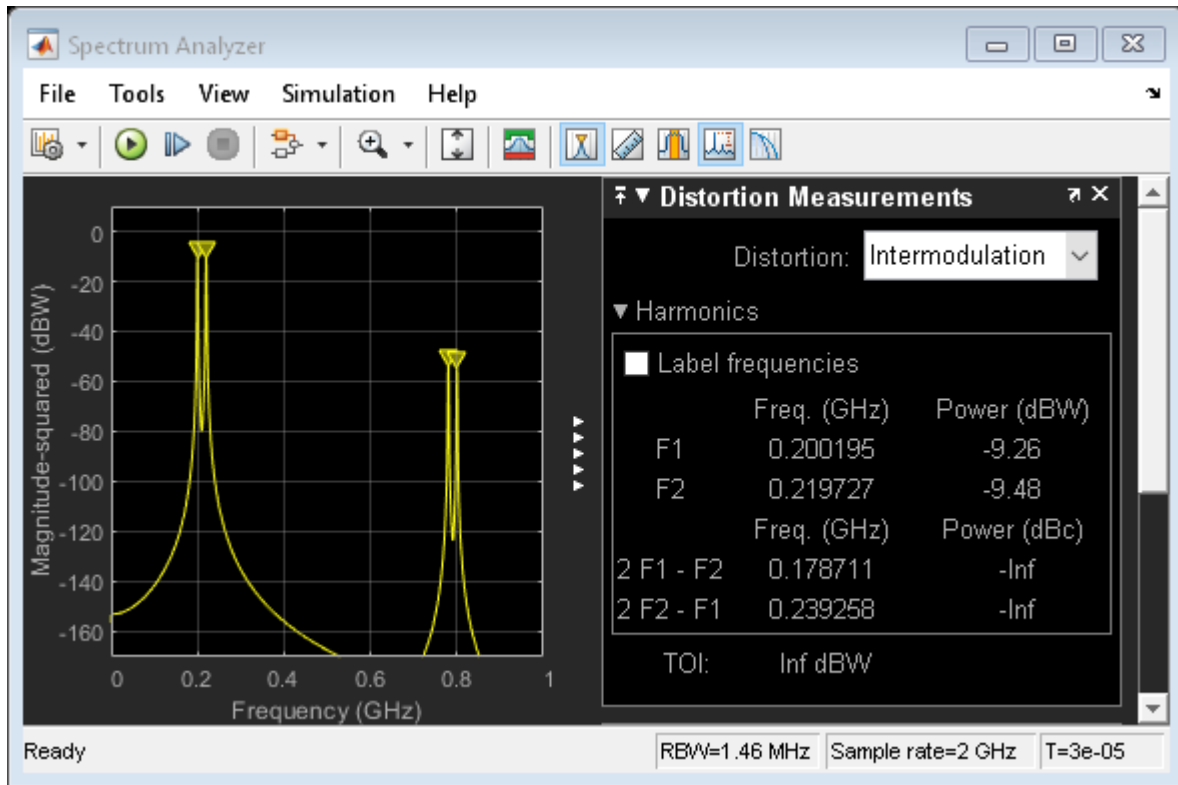 Spectrum Analyzer
File Tools View Simulation Help
Distortion Measurements
Distortion: Intermodulation
Harmonics
Label frequencies
Freq. (GHz) Power (dBW)
F1 0.200195 -9.26
F2 0.219727 -9.48
Freq. (GHz) Power (dBc)
2 F1 - F2 0.178711 -Inf
2 F2 - F1 0.239258 -Inf
TOI: Inf dBW
Magnitude-squared (dBW)
0
-20
-40
-60
-80
-100
-120
-140
-160
0 0.2 0.4 0.6 0.8 1
Frequency (GHz)
Ready RBW=1.46 MHz Sample rate=2 GHz T=3e-05